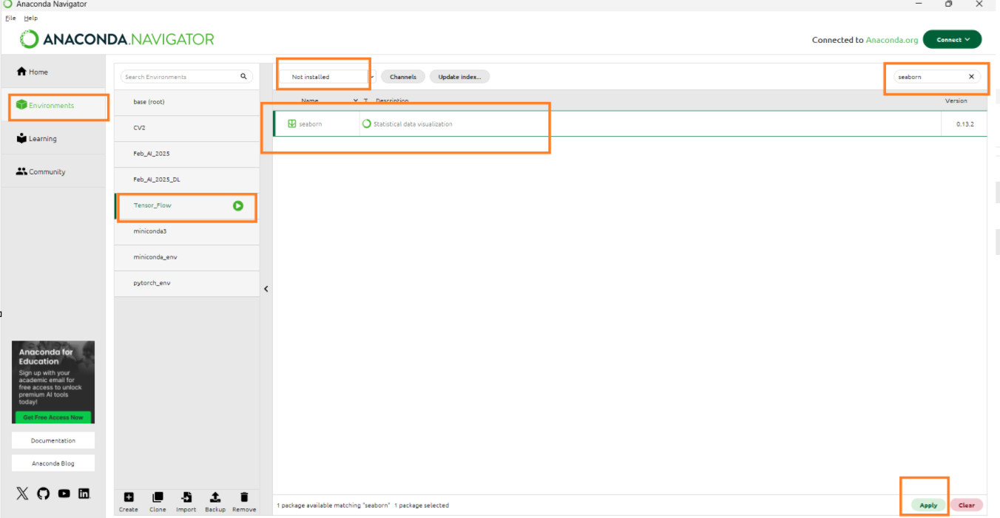 Anaconda Navigator
File Help
ANACONDA.NAVIGATOR
Connected to Anaconda.org
Connect
Home
Environments
Learning
Community
Search Environments
base (root)
CV2
Feb_AI_2025
Feb_AI_2025_DL
Tensor_Flow
miniconda3
miniconda_env
pytorch_env
Not installed
Channels
Update index...
seaborn
Name T Description Version
seaborn Statistical data visualization 0.13.2
Anaconda for
Education
Sign up with your
academic email for
free access to unlock
premium AI tools
today!
Get Free Access Now
Documentation
Anaconda Blog
Create Clone Import Backup Remove
1 package available matching "seaborn" 1 package selected
Apply
Clear